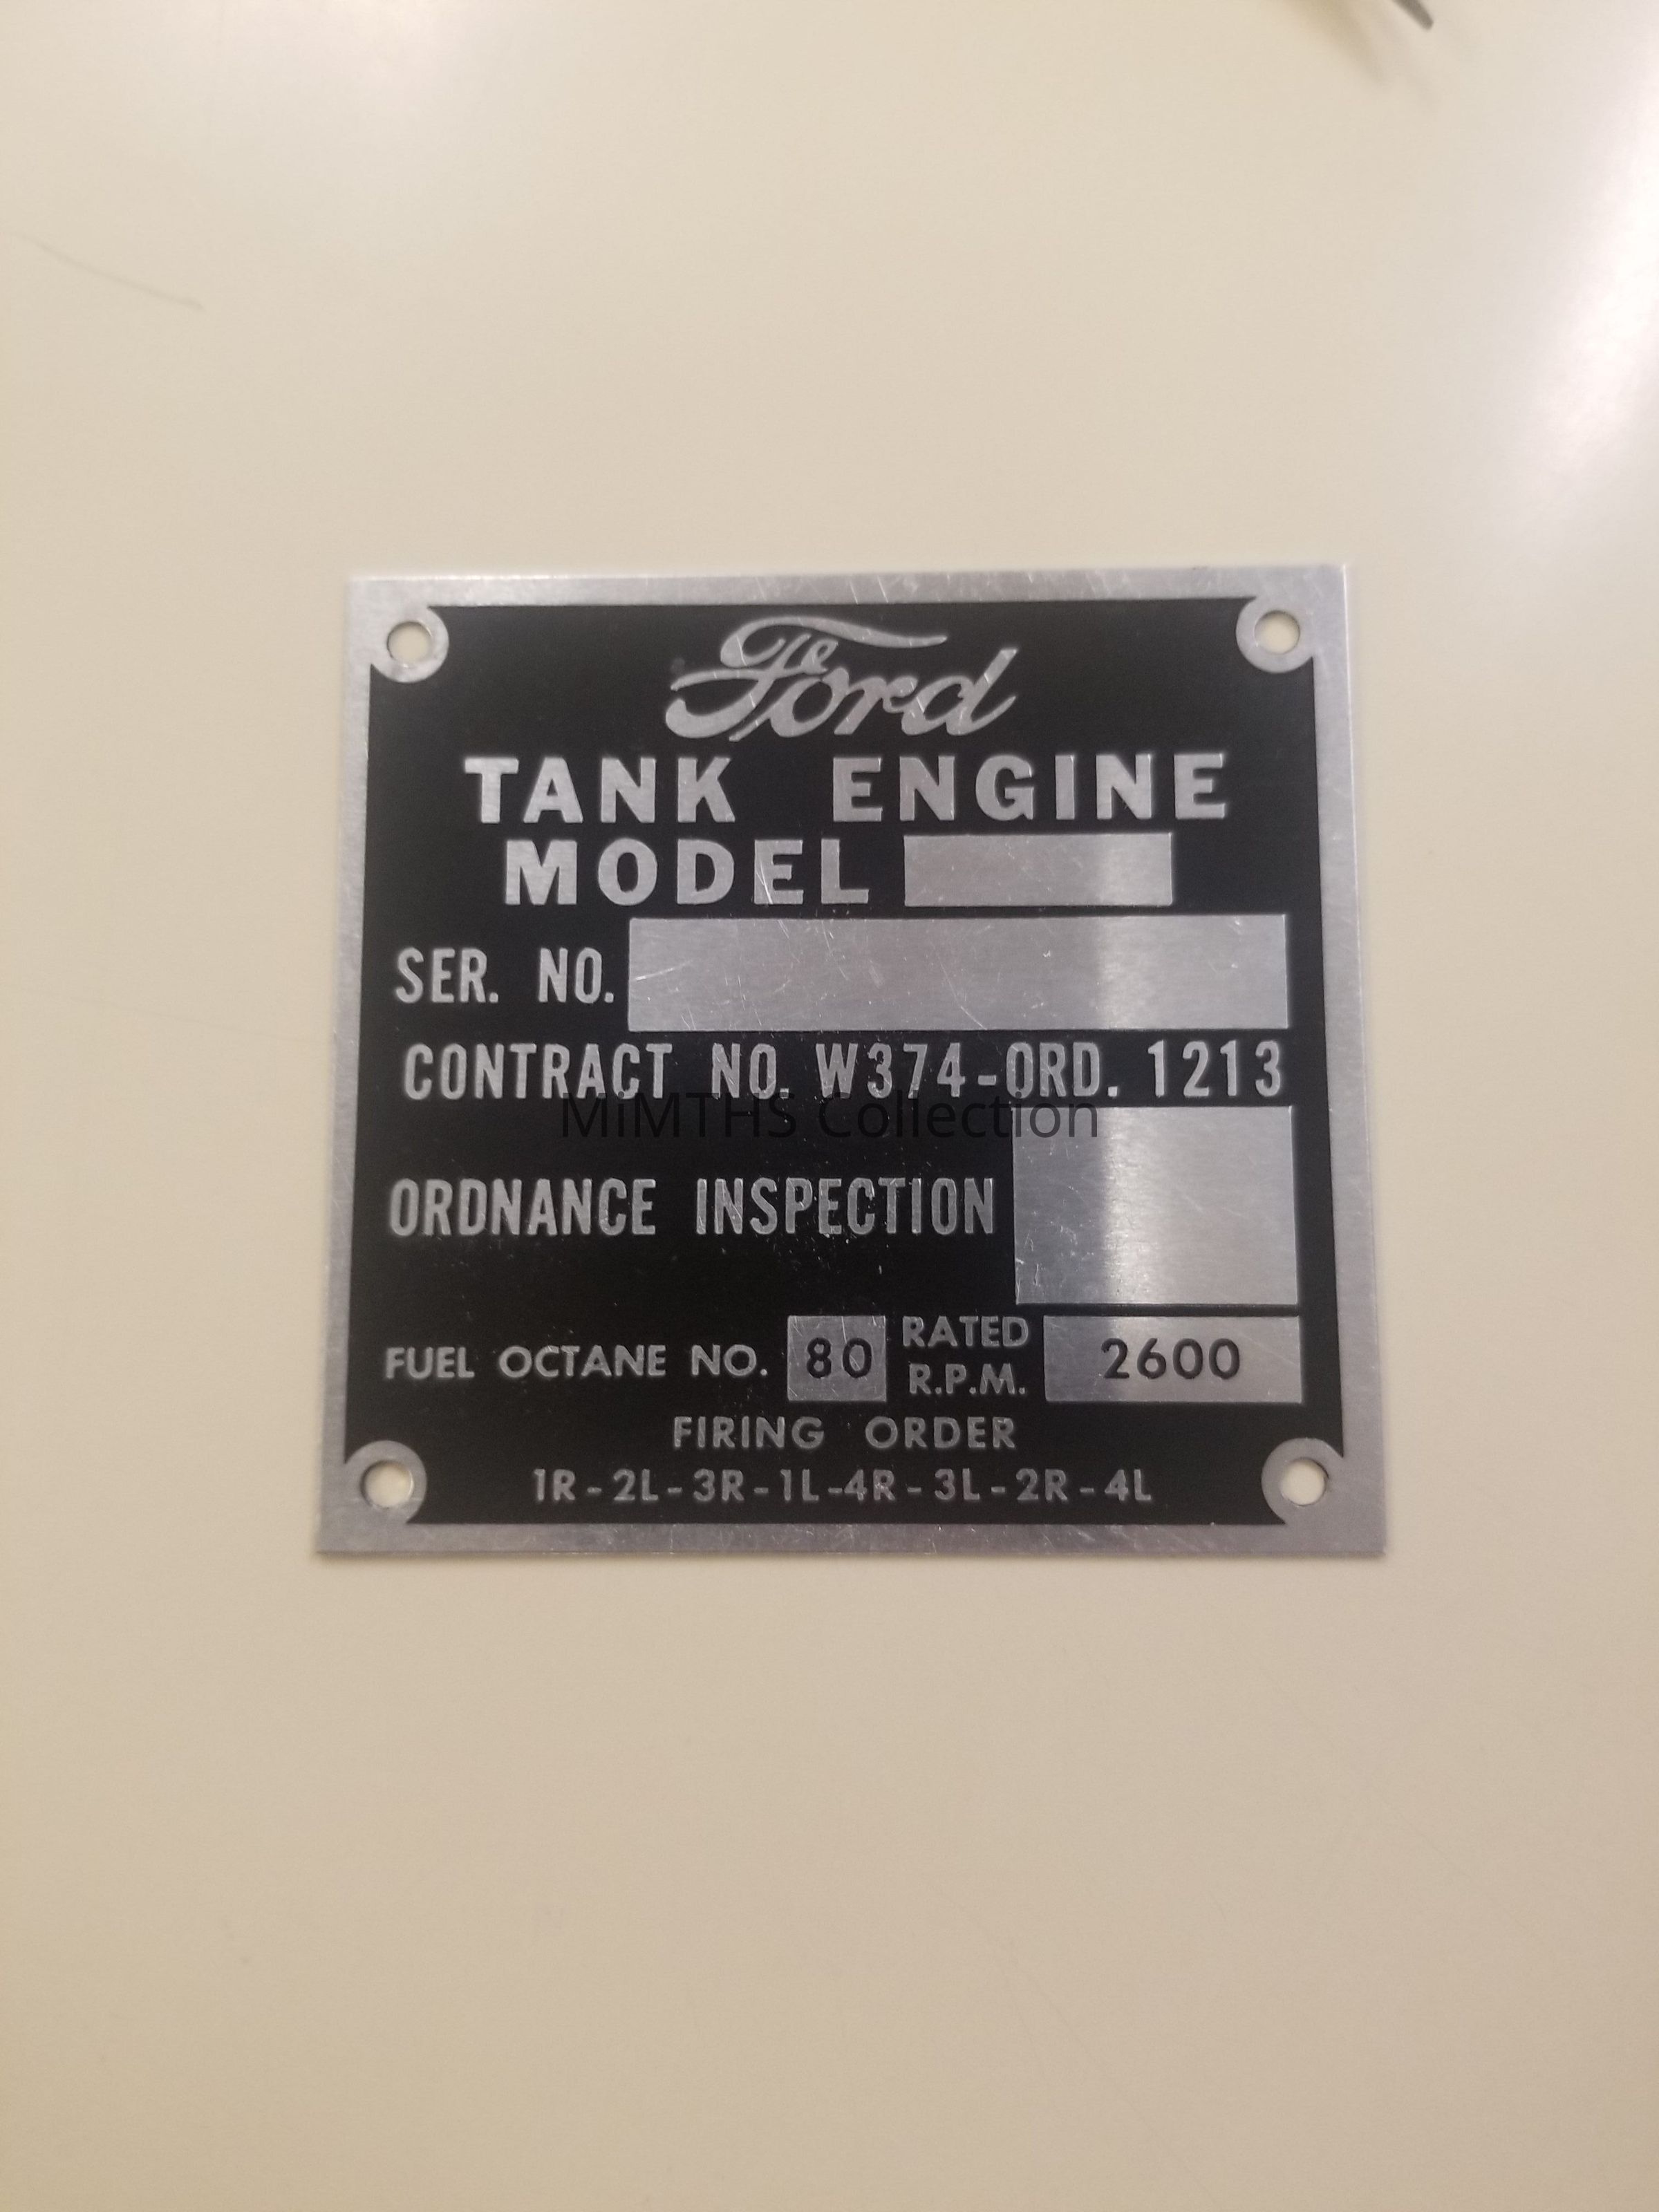 Ford
TANK ENGINE
MODEL
SER. NO.
CONTRACT NO. W374-ORD. 1213
MiMTHS Collection
ORDNANCE INSPECTION
FUEL OCTANE NO. 80 RATED R.P.M. 2600
FIRING ORDER
1R-2L-3R-1L-4R-3L-2R-4L